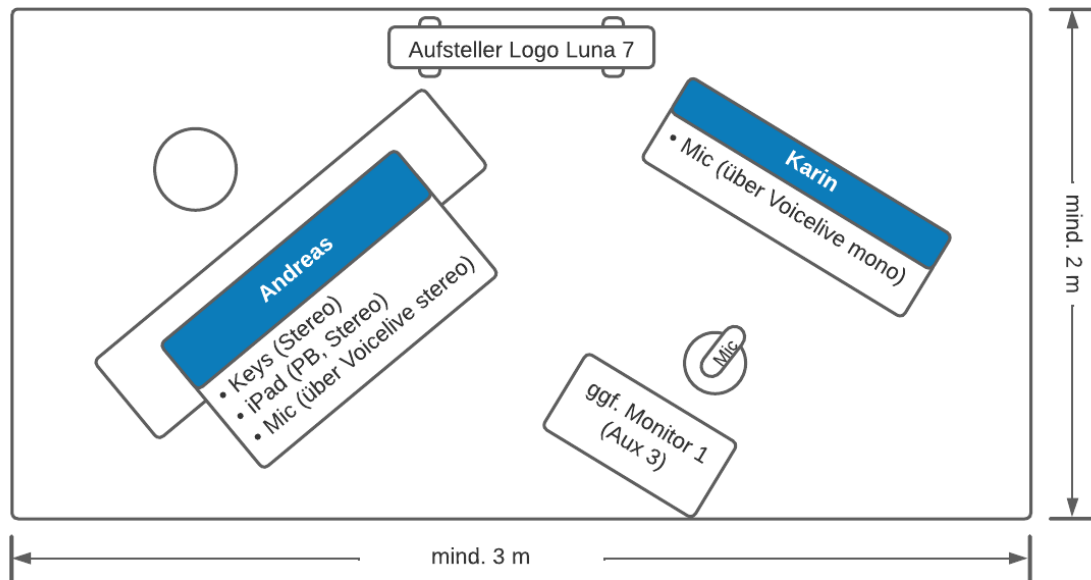 Aufsteller Logo Luna 7
Andreas
• Keys (Stereo)
• iPad (PB, Stereo)
• Mic (über Voicelive stereo)
Karin
• Mic (über Voicelive mono)
Mic
ggf. Monitor 1
(Aux 3)
mind. 2 m
mind. 3 m